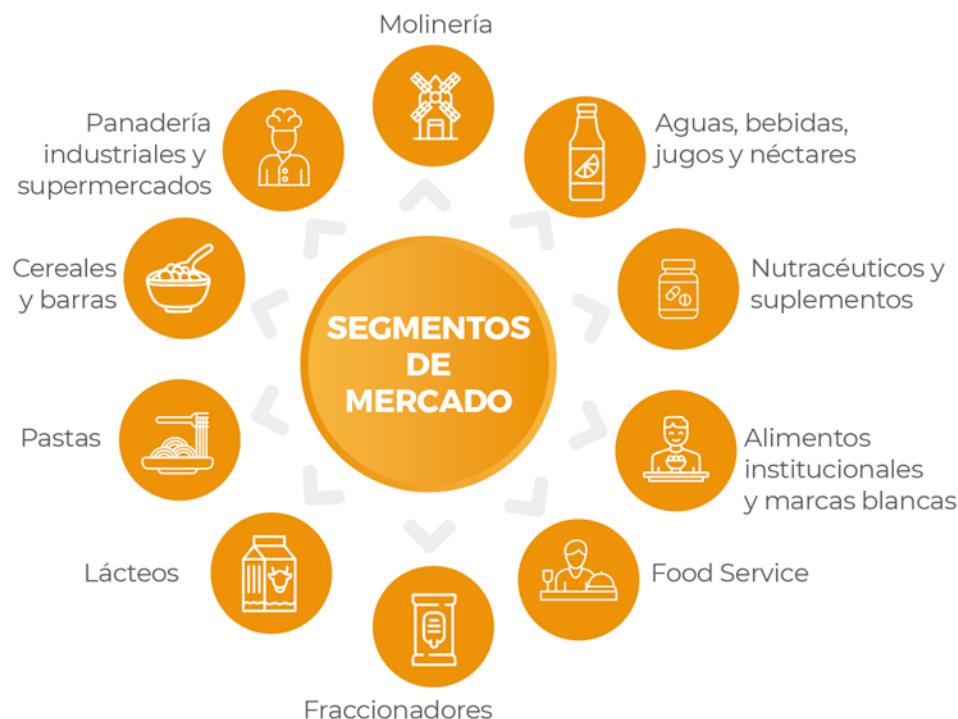 Molinería
Panadería
industriales y
supermercados
Aguas, bebidas,
jugos y néctares
Cereales
y barras
Nutracéuticos y
suplementos
SEGMENTOS
DE
MERCADO
Pastas
Alimentos
institucionales
y marcas blancas
Lácteos
Food Service
Fraccionadores